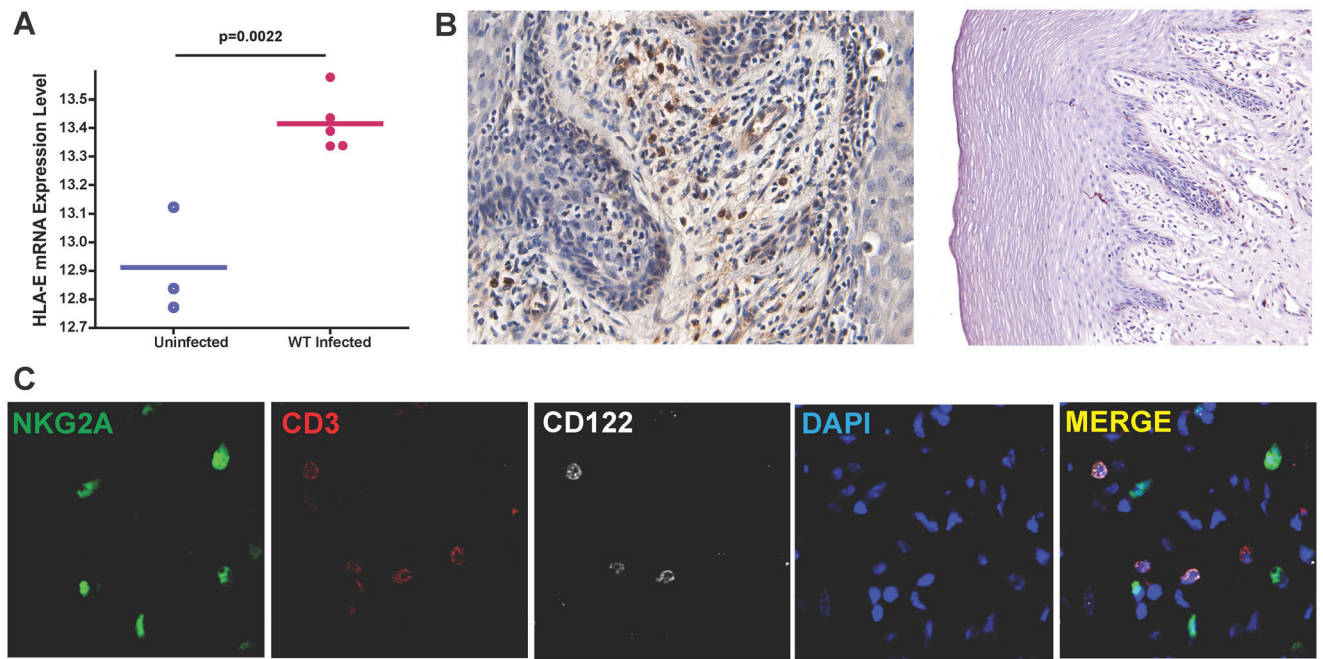 A
p=0.0022
HLA-E mRNA Expression Level
13.5
13.4
13.3
13.2
13.1
13.0
12.9
12.8
12.7
Uninfected
WT Infected
B
C
NKG2A
CD3
CD122
DAPI
MERGE